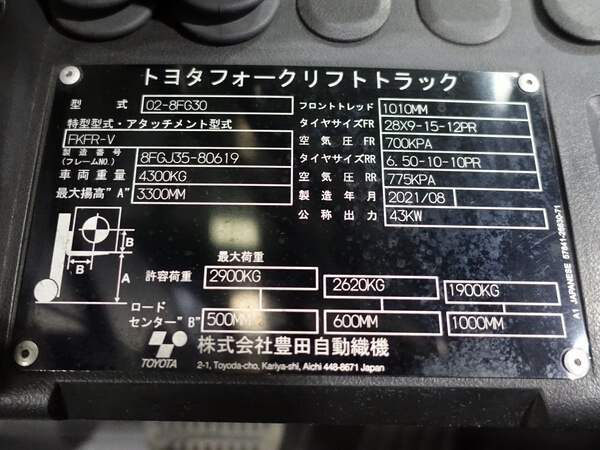 トヨタフォークリフトトラック
型式 02-8FG30
特型型式・アタッチメント型式
FKFR-V
製造番号
(フレームNO.) 8FGJ35-80619
車両重量 4300KG
最大揚高"A" 3300MM
フロントトレッド 1010MM
タイヤサイズFR 28X9-15-12PR
空気圧FR 700KPA
タイヤサイズRR 6.50-10-10PR
空気圧RR 775KPA
製造年月 2021/08
公称出力 43KW
B
B
A
最大荷重
許容荷重 2900KG 2620KG 1900KG
ロード
センター"B" 500MM 600MM 1000MM
TOYOTA
株式会社豊田自動織機
2-1, Toyoda-cho, Kariya-shi, Aichi 448-8671 Japan
A1 JAPANESE